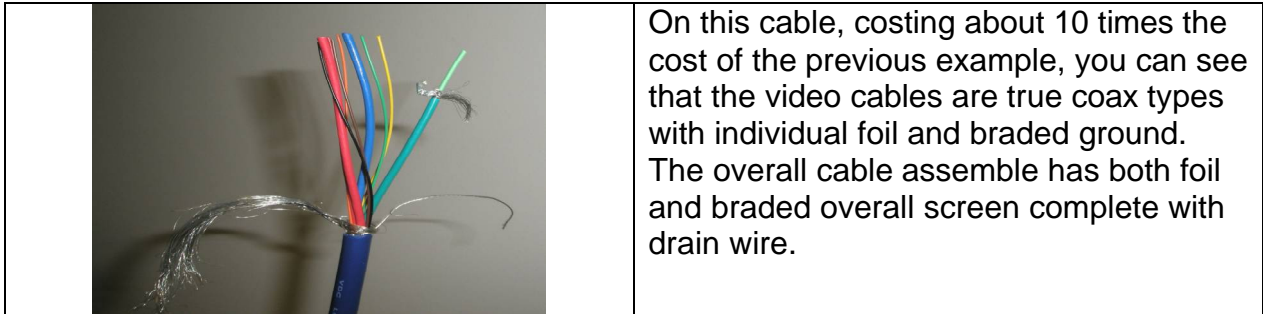 On this cable, costing about 10 times the
cost of the previous example, you can see
that the video cables are true coax types
with individual foil and braded ground.
The overall cable assemble has both foil
and braded overall screen complete with
drain wire.